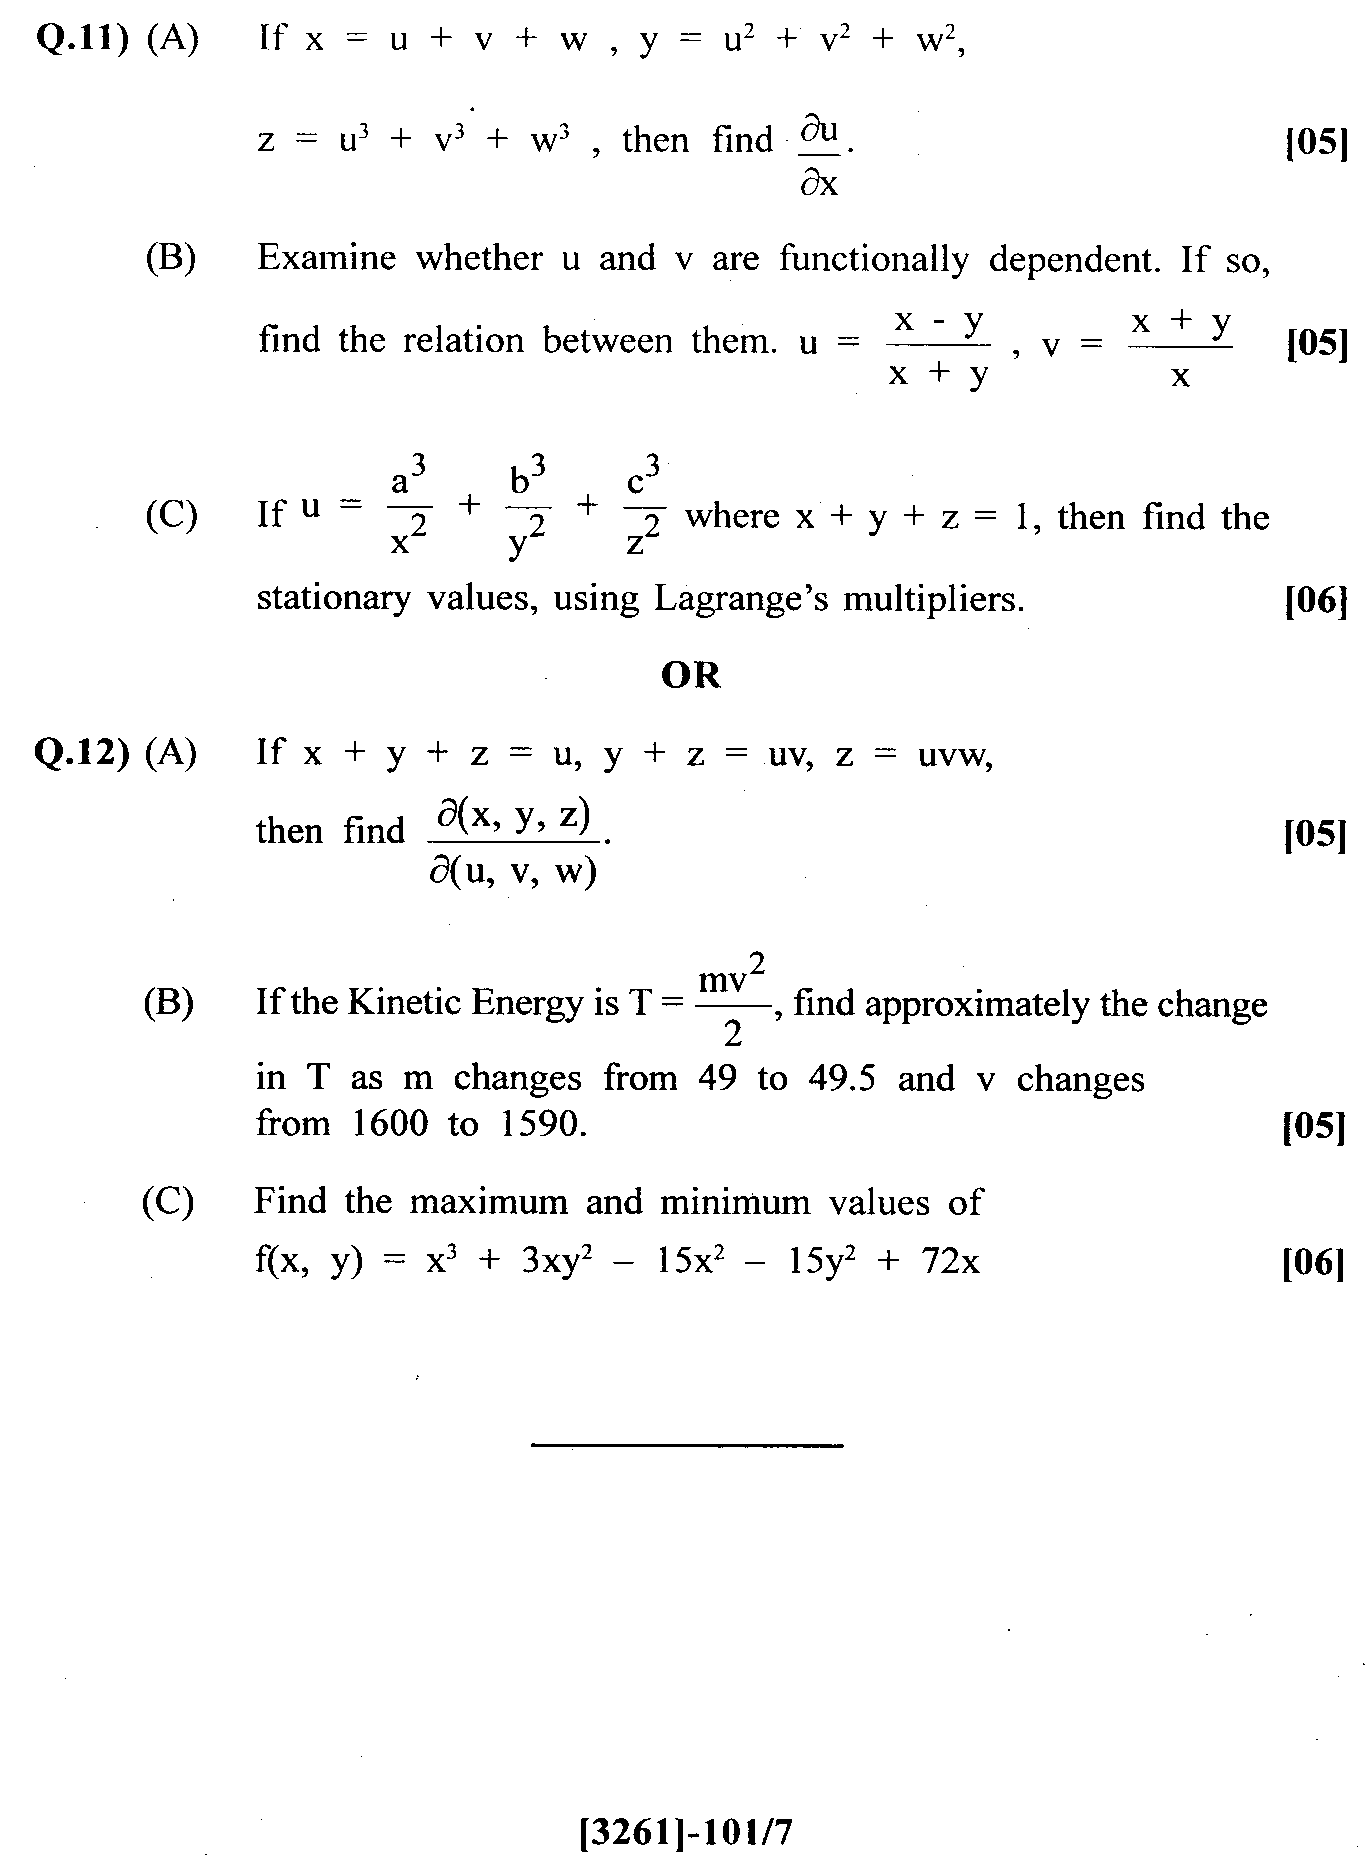 Q.11) (A) If x = u + v + w , y = u² + v² + w²,
z = u³ + v³ + w³ , then find ∂u/∂x. [05]
(B) Examine whether u and v are functionally dependent. If so,
find the relation between them. u = (x - y)/(x + y) , v = (x + y)/x [05]
(C) If u = a³/x² + b³/y² + c³/z² where x + y + z = 1, then find the
stationary values, using Lagrange’s multipliers. [06]
OR
Q.12) (A) If x + y + z = u, y + z = uv, z = uvw,
then find ∂(x, y, z)/∂(u, v, w). [05]
(B) If the Kinetic Energy is T = mv²/2, find approximately the change
in T as m changes from 49 to 49.5 and v changes
from 1600 to 1590. [05]
(C) Find the maximum and minimum values of
f(x, y) = x³ + 3xy² – 15x² – 15y² + 72x [06]
[3261]-101/7